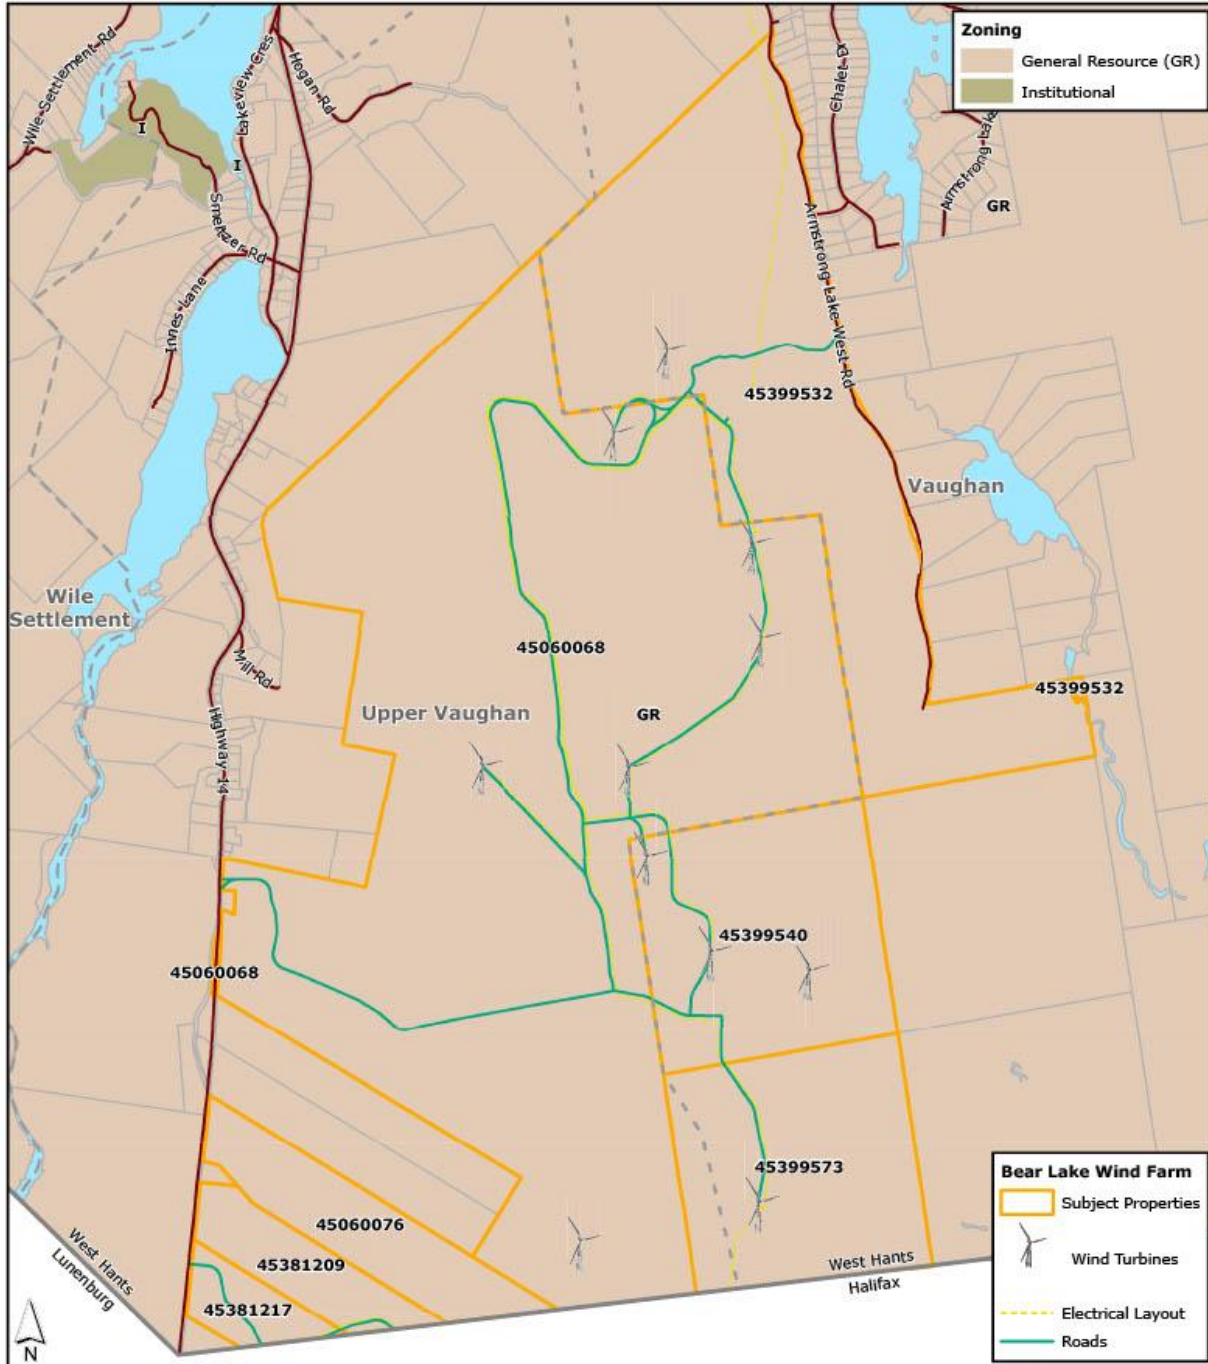 Zoning
General Resource (GR)
Institutional
Wile-Settlement-Rd
Lakeview-Cres
Hogan-Rd
Chalet Dr
Armstrong-Lake
I
I
GR
Smeltzer Rd
Innes-Lane
Armstrong-Lake-West-Rd
45399532
Vaughan
Wile
Settlement
45060068
Mill-Rd
45399532
Upper Vaughan
GR
Highway-14
45399540
45060068
45399573
45060076
45381209
45381217
West Hants
Lunenburg
West Hants
Halifax
N
Bear Lake Wind Farm
Subject Properties
Wind Turbines
Electrical Layout
Roads